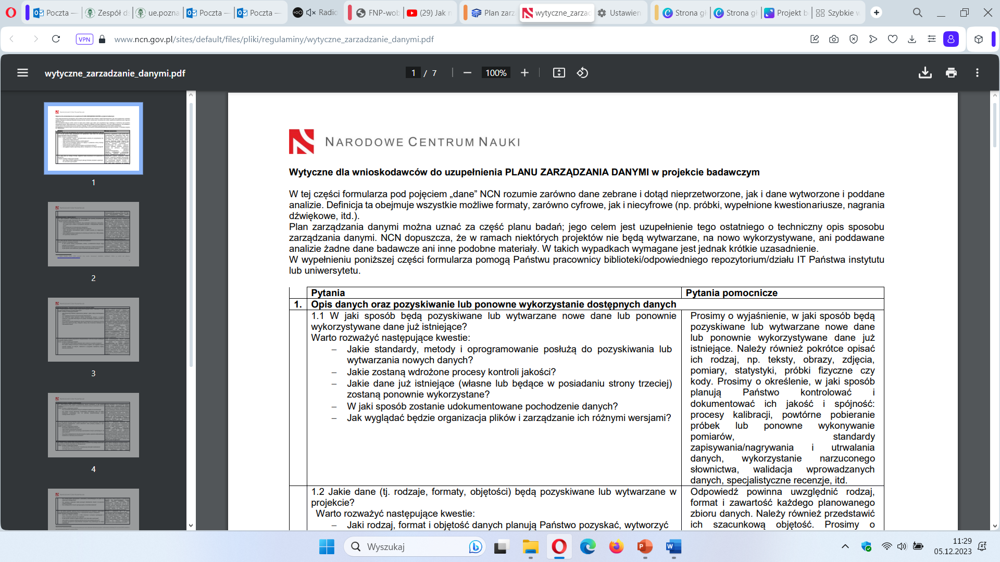 Poczta —
Zespół ds
ue.pozna
Poczta —
Poczta —
Radio
FNP-wob
(29) Jak n
Plan zarz
wytyczne_zarzad
Ustawien
Strona gł
Strona gł
Projekt b
Szybkie w
VPN
www.ncn.gov.pl/sites/default/files/pliki/regulaminy/wytyczne_zarzadzanie_danymi.pdf
wytyczne_zarzadzanie_danymi.pdf
1 / 7
100%
1
2
3
4
NARODOWE CENTRUM NAUKI
Wytyczne dla wnioskodawców do uzupełnienia PLANU ZARZĄDZANIA DANYMI w projekcie badawczym
W tej części formularza pod pojęciem „dane” NCN rozumie zarówno dane zebrane i dotąd nieprzetworzone, jak i dane wytworzone i poddane
analizie. Definicja ta obejmuje wszystkie możliwe formaty, zarówno cyfrowe, jak i niecyfrowe (np. próbki, wypełnione kwestionariusze, nagrania
dźwiękowe, itd.).
Plan zarządzania danymi można uznać za część planu badań; jego celem jest uzupełnienie tego ostatniego o techniczny opis sposobu
zarządzania danymi. NCN dopuszcza, że w ramach niektórych projektów nie będą wytwarzane, na nowo wykorzystywane, ani poddawane
analizie żadne dane badawcze ani inne podobne materiały. W takich wypadkach wymagane jest jednak krótkie uzasadnienie.
W wypełnieniu poniższej części formularza pomogą Państwu pracownicy biblioteki/odpowiedniego repozytorium/działu IT Państwa instytutu
lub uniwersytetu.
Pytania
Pytania pomocnicze
1. Opis danych oraz pozyskiwanie lub ponowne wykorzystanie dostępnych danych
1.1 W jaki sposób będą pozyskiwane lub wytwarzane nowe dane lub ponownie
wykorzystywane dane już istniejące?
Warto rozważyć następujące kwestie:
– Jakie standardy, metody i oprogramowanie posłużą do pozyskiwania lub
wytwarzania nowych danych?
– Jakie zostaną wdrożone procesy kontroli jakości?
– Jakie dane już istniejące (własne lub będące w posiadaniu strony trzeciej)
zostaną ponownie wykorzystane?
– W jaki sposób zostanie udokumentowane pochodzenie danych?
– Jak wyglądać będzie organizacja plików i zarządzanie ich różnymi wersjami?
Prosimy o wyjaśnienie, w jaki sposób będą
pozyskiwane lub wytwarzane nowe dane
lub ponownie wykorzystywane dane już
istniejące. Należy również pokrótce opisać
ich rodzaj, np. teksty, obrazy, zdjęcia,
pomiary, statystyki, próbki fizyczne czy
kody. Prosimy o określenie, w jaki sposób
planują Państwo kontrolować i
dokumentować ich jakość i spójność:
procesy kalibracji, powtórne pobieranie
próbek lub ponowne wykonywanie
pomiarów, standardy
zapisywania/nagrywania i utrwalania
danych, wykorzystanie narzuconego
słownictwa, walidacja wprowadzanych
danych, specjalistyczne recenzje, itd.
1.2 Jakie dane (tj. rodzaje, formaty, objętości) będą pozyskiwane lub wytwarzane w
projekcie?
Warto rozważyć następujące kwestie:
– Jaki rodzaj, format i objętość danych planują Państwo pozyskać, wytworzyć
Odpowiedź powinna uwzględnić rodzaj,
format i zawartość każdego planowanego
zbioru danych. Należy również przedstawić
ich szacunkową objętość. Prosimy o
Wyszukaj
11:29
05.12.2023